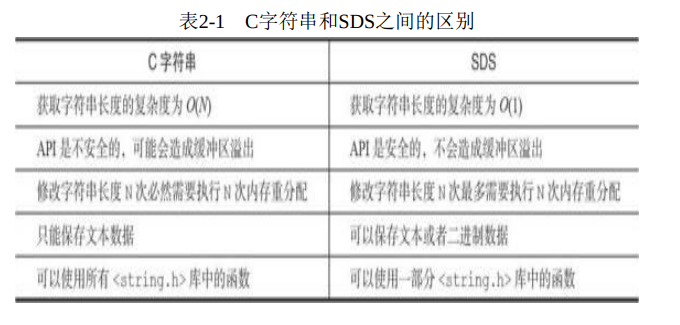 表2-1 C字符串和SDS之间的区别
C 字符串 SDS
获取字符串长度的复杂度为 O(N) 获取字符串长度的复杂度为 O(1)
API 是不安全的，可能会造成缓冲区溢出 API 是安全的，不会造成缓冲区溢出
修改字符串长度 N 次必然需要执行 N 次内存重分配 修改字符串长度 N 次最多需要执行 N 次内存重分配
只能保存文本数据 可以保存文本或者二进制数据
可以使用所有 <string.h> 库中的函数 可以使用一部分 <string.h> 库中的函数